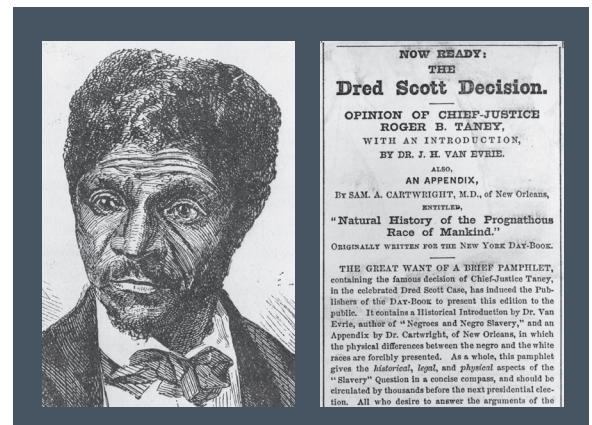 NOW READY:
THE
Dred Scott Decision.
OPINION OF CHIEF-JUSTICE
ROGER B. TANEY,
WITH AN INTRODUCTION,
BY DR. J. H. VAN EVRIE.
ALSO,
AN APPENDIX,
BY SAM. A. CARTWRIGHT, M.D., of New Orleans,
ENTITLED,
"Natural History of the Prognathous
Race of Mankind."
ORIGINALLY WRITTEN FOR THE NEW YORK DAY-BOOK.
THE GREAT WANT OF A BRIEF PAMPHLET,
containing the famous decision of Chief-Justice Taney,
in the celebrated Dred Scott Case, has induced the Pub-
lishers of the DAY-BOOK to present this edition to the
public. It contains a Historical Introduction by Dr. Van
Evrie, author of "Negroes and Negro Slavery," and an
Appendix by Dr. Cartwright, of New Orleans, in which
the physical differences between the negro and the white
races are forcibly presented. As a whole, this pamphlet
gives the historical, legal, and physical aspects of the
"Slavery" Question in a concise compass, and should be
circulated by thousands before the next presidential elec-
tion. All who desire to answer the arguments of the